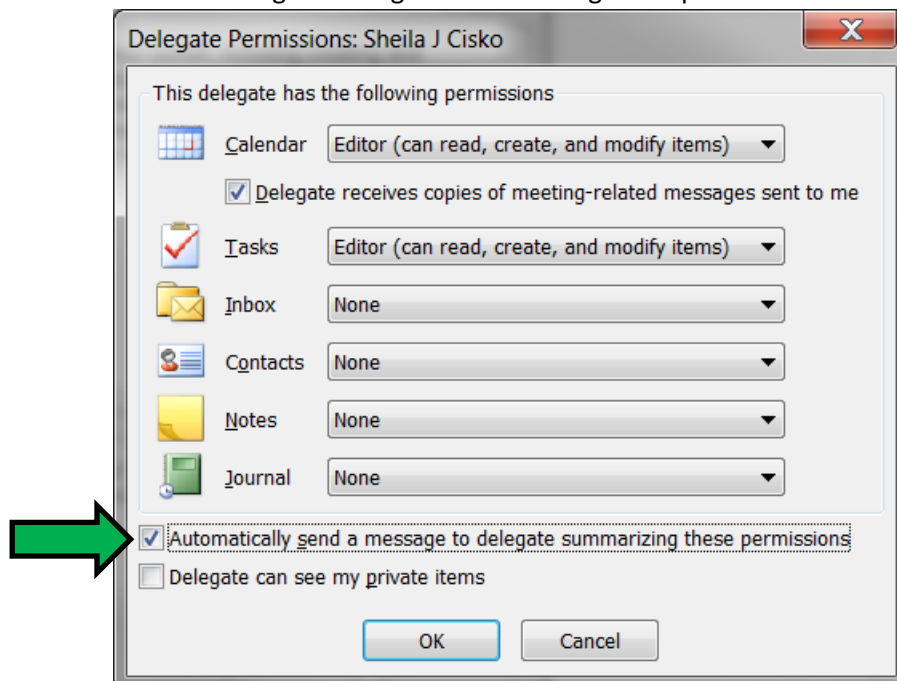 Delegate Permissions: Sheila J Cisko
This delegate has the following permissions
Calendar Editor (can read, create, and modify items)
Delegate receives copies of meeting-related messages sent to me
Tasks Editor (can read, create, and modify items)
Inbox None
Contacts None
Notes None
Journal None
Automatically send a message to delegate summarizing these permissions
Delegate can see my private items
OK Cancel